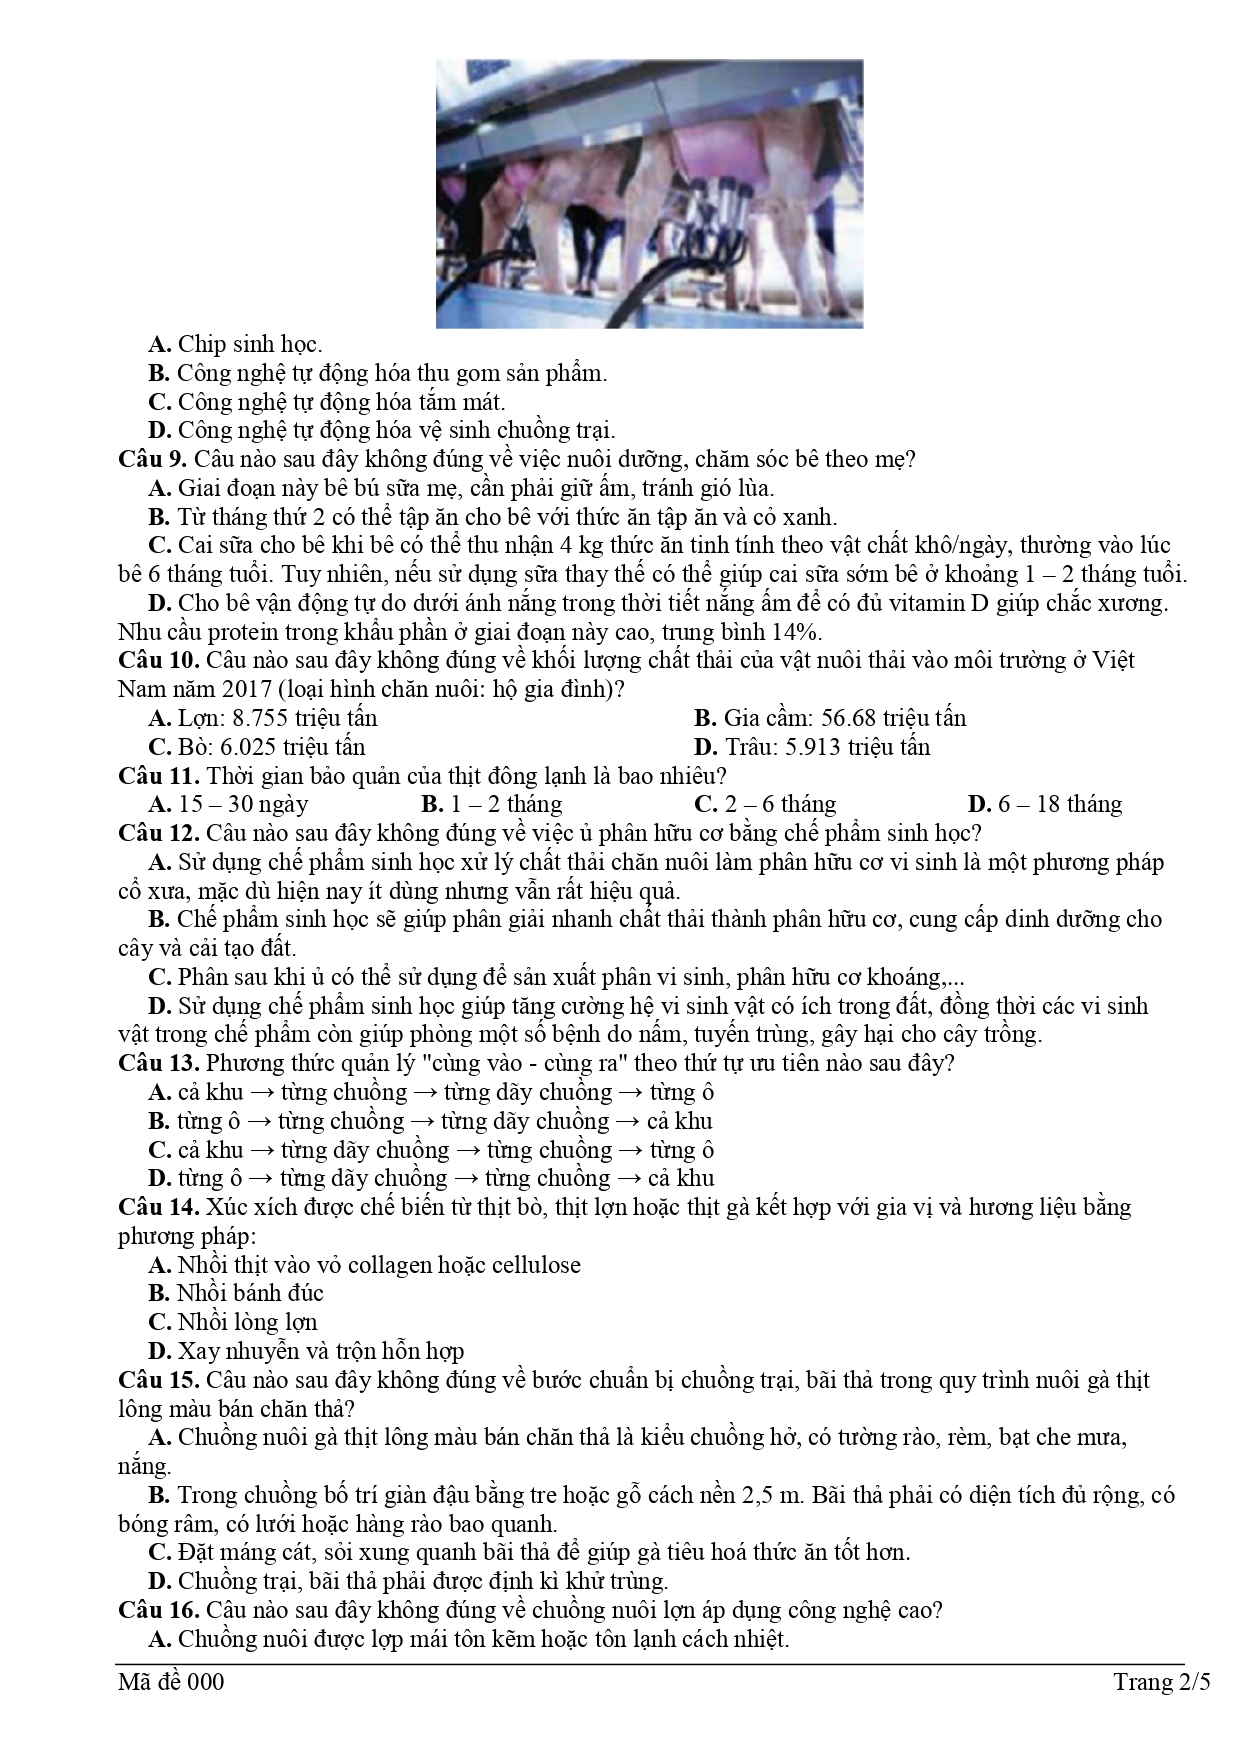 A. Chip sinh học.
B. Công nghệ tự động hóa thu gom sản phẩm.
C. Công nghệ tự động hóa tắm mát.
D. Công nghệ tự động hóa vệ sinh chuồng trại.
Câu 9. Câu nào sau đây không đúng về việc nuôi dưỡng, chăm sóc bê theo mẹ?
A. Giai đoạn này bê bú sữa mẹ, cần phải giữ ấm, tránh gió lùa.
B. Từ tháng thứ 2 có thể tập ăn cho bê với thức ăn tập ăn và cỏ xanh.
C. Cai sữa cho bê khi bê có thể thu nhận 4 kg thức ăn tinh tính theo vật chất khô/ngày, thường vào lúc
bê 6 tháng tuổi. Tuy nhiên, nếu sử dụng sữa thay thế có thể giúp cai sữa sớm bê ở khoảng 1 – 2 tháng tuổi.
D. Cho bê vận động tự do dưới ánh nắng trong thời tiết nắng ấm để có đủ vitamin D giúp chắc xương.
Nhu cầu protein trong khẩu phần ở giai đoạn này cao, trung bình 14%.
Câu 10. Câu nào sau đây không đúng về khối lượng chất thải của vật nuôi thải vào môi trường ở Việt
Nam năm 2017 (loại hình chăn nuôi: hộ gia đình)?
A. Lợn: 8.755 triệu tấn B. Gia cầm: 56.68 triệu tấn
C. Bò: 6.025 triệu tấn D. Trâu: 5.913 triệu tấn
Câu 11. Thời gian bảo quản của thịt đông lạnh là bao nhiêu?
A. 15 – 30 ngày B. 1 – 2 tháng C. 2 – 6 tháng D. 6 – 18 tháng
Câu 12. Câu nào sau đây không đúng về việc ủ phân hữu cơ bằng chế phẩm sinh học?
A. Sử dụng chế phẩm sinh học xử lý chất thải chăn nuôi làm phân hữu cơ vi sinh là một phương pháp
cổ xưa, mặc dù hiện nay ít dùng nhưng vẫn rất hiệu quả.
B. Chế phẩm sinh học sẽ giúp phân giải nhanh chất thải thành phân hữu cơ, cung cấp dinh dưỡng cho
cây và cải tạo đất.
C. Phân sau khi ủ có thể sử dụng để sản xuất phân vi sinh, phân hữu cơ khoáng,...
D. Sử dụng chế phẩm sinh học giúp tăng cường hệ vi sinh vật có ích trong đất, đồng thời các vi sinh
vật trong chế phẩm còn giúp phòng một số bệnh do nấm, tuyến trùng, gây hại cho cây trồng.
Câu 13. Phương thức quản lý "cùng vào - cùng ra" theo thứ tự ưu tiên nào sau đây?
A. cả khu → từng chuồng → từng dãy chuồng → từng ô
B. từng ô → từng chuồng → từng dãy chuồng → cả khu
C. cả khu → từng dãy chuồng → từng chuồng → từng ô
D. từng ô → từng dãy chuồng → từng chuồng → cả khu
Câu 14. Xúc xích được chế biến từ thịt bò, thịt lợn hoặc thịt gà kết hợp với gia vị và hương liệu bằng
phương pháp:
A. Nhồi thịt vào vỏ collagen hoặc cellulose
B. Nhồi bánh đúc
C. Nhồi lòng lợn
D. Xay nhuyễn và trộn hỗn hợp
Câu 15. Câu nào sau đây không đúng về bước chuẩn bị chuồng trại, bãi thả trong quy trình nuôi gà thịt
lông màu bán chăn thả?
A. Chuồng nuôi gà thịt lông màu bán chăn thả là kiểu chuồng hở, có tường rào, rèm, bạt che mưa,
nắng.
B. Trong chuồng bố trí giàn đậu bằng tre hoặc gỗ cách nền 2,5 m. Bãi thả phải có diện tích đủ rộng, có
bóng râm, có lưới hoặc hàng rào bao quanh.
C. Đặt máng cát, sỏi xung quanh bãi thả để giúp gà tiêu hoá thức ăn tốt hơn.
D. Chuồng trại, bãi thả phải được định kì khử trùng.
Câu 16. Câu nào sau đây không đúng về chuồng nuôi lợn áp dụng công nghệ cao?
A. Chuồng nuôi được lợp mái tôn kẽm hoặc tôn lạnh cách nhiệt.
Mã đề 000 Trang 2/5